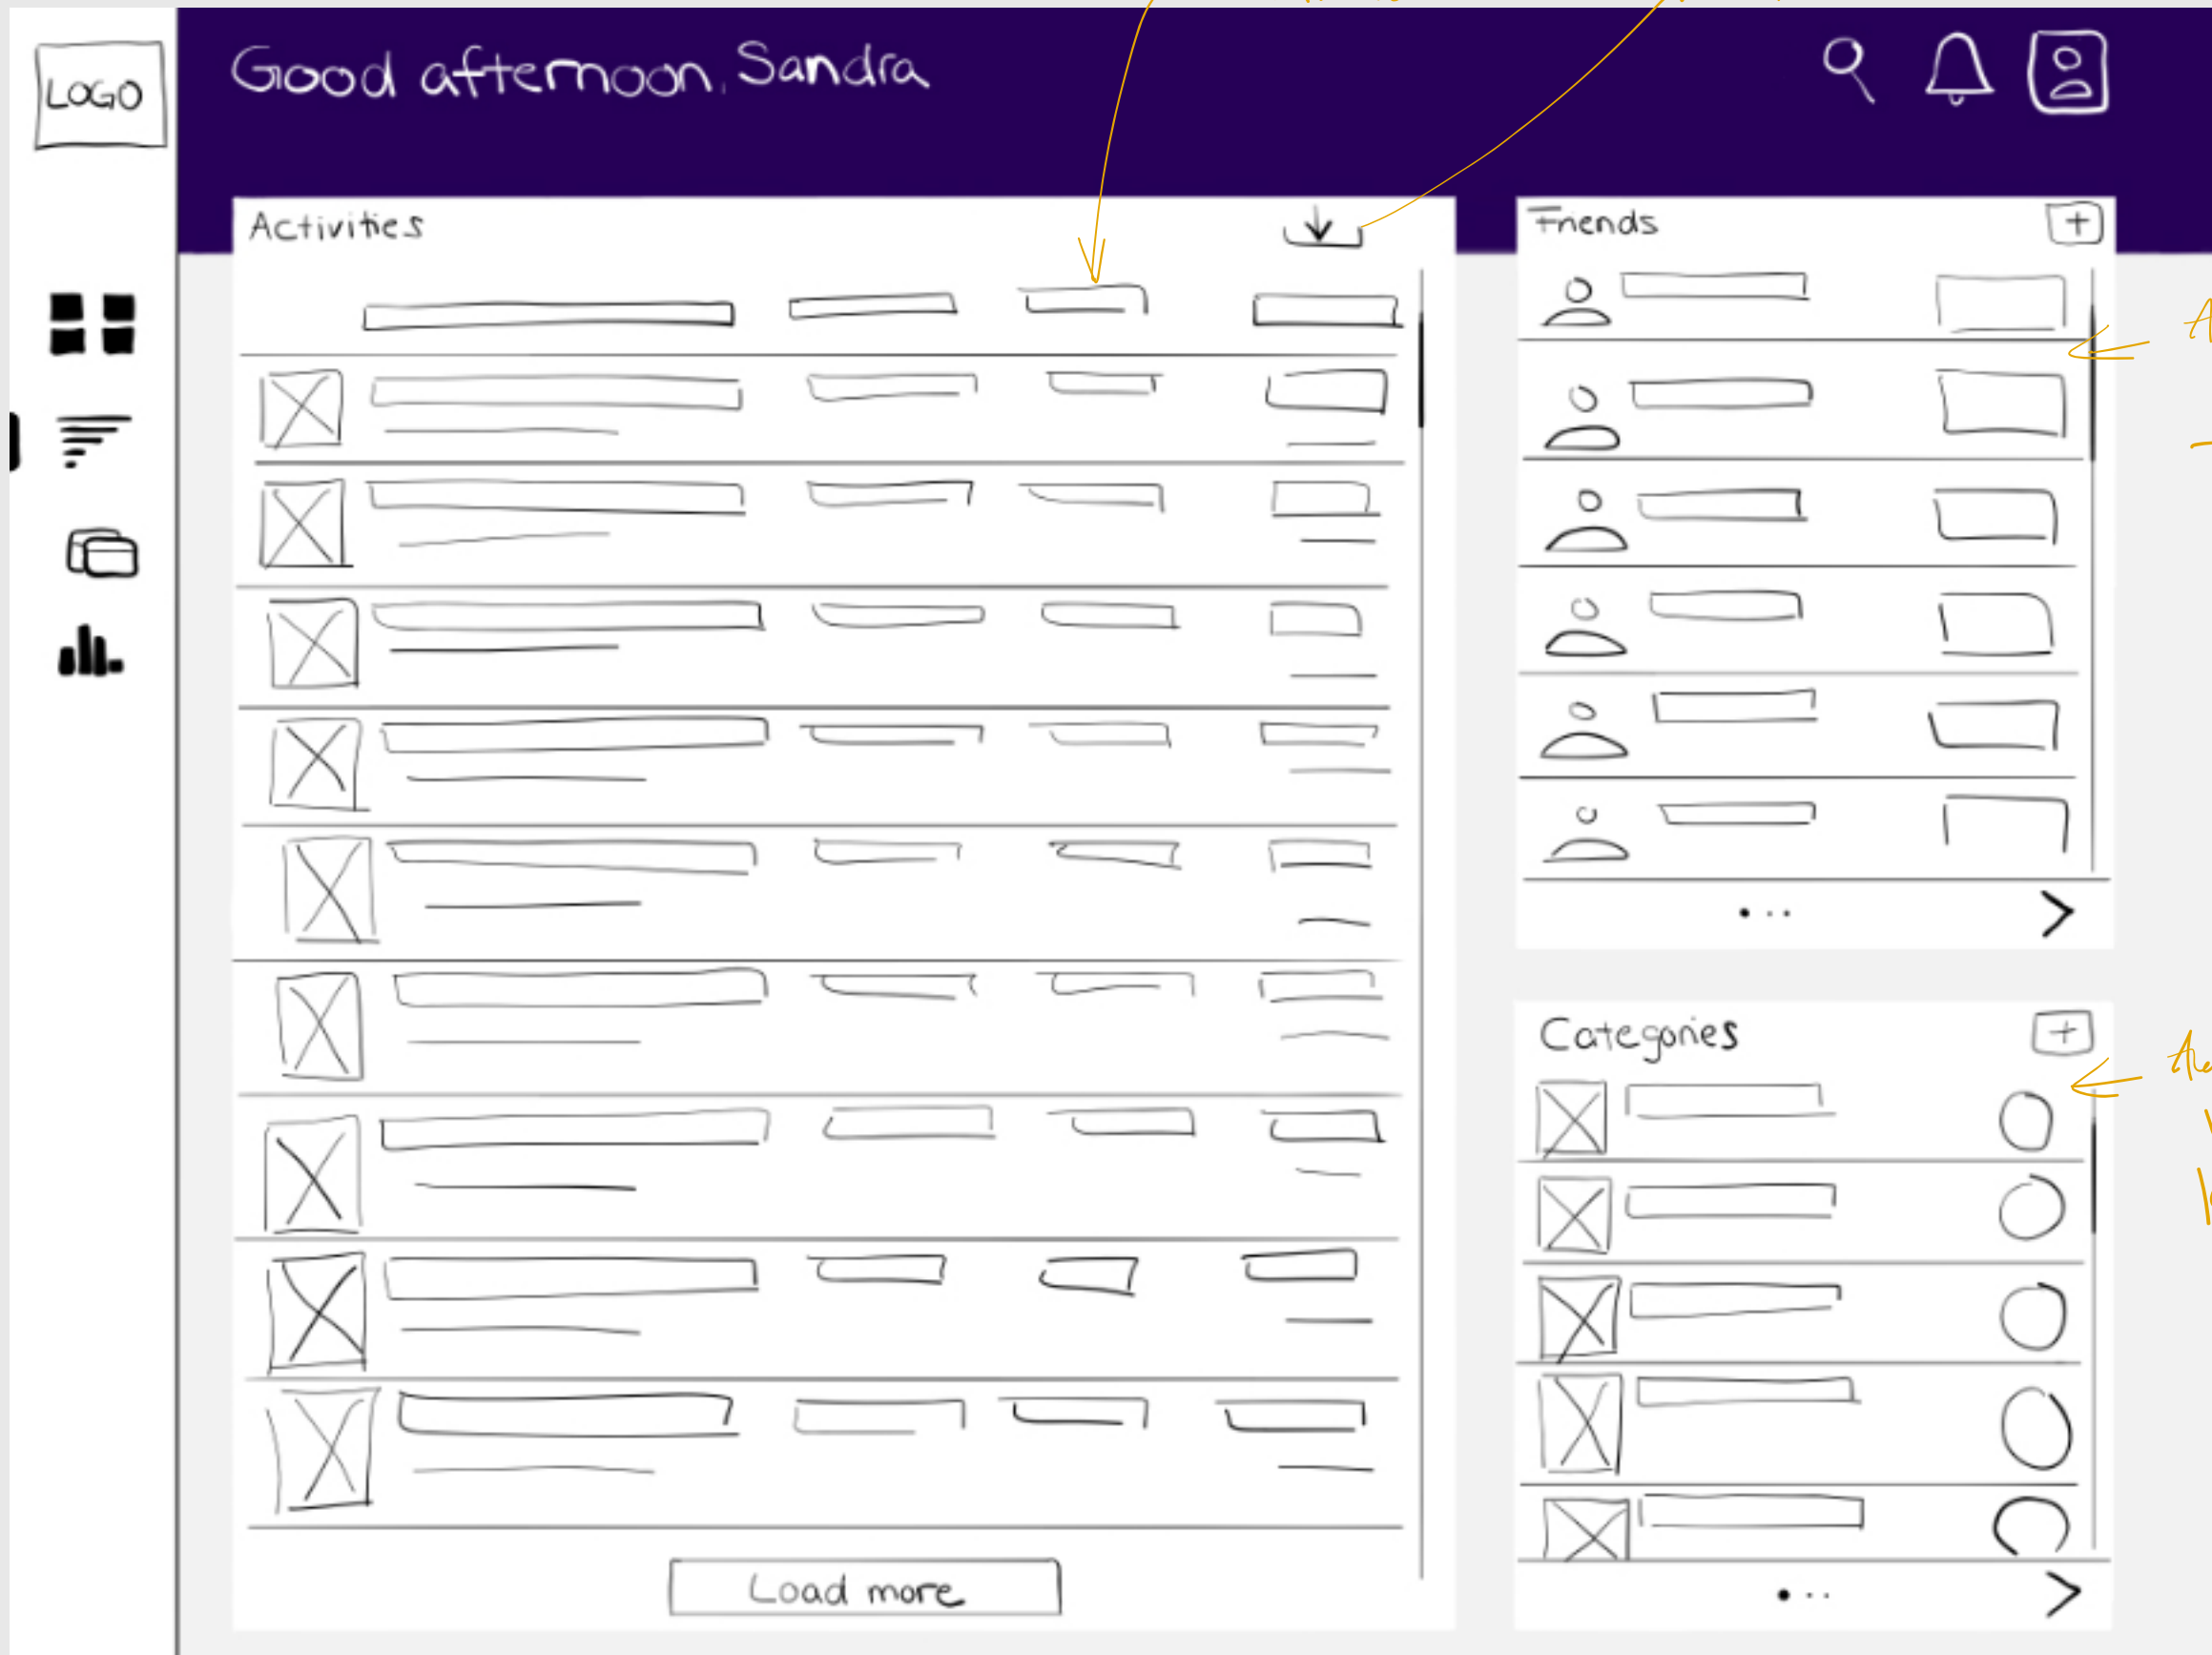 LOGO
Good afternoon, Sandra
Activities
Friends
Categories
Load more